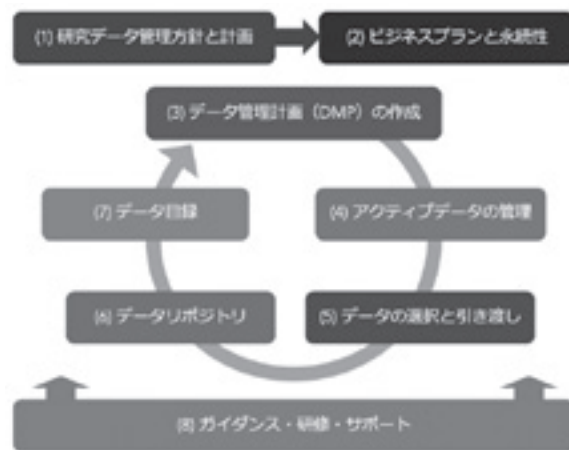 (1) 研究データ管理方針と計画
(2) ビジネスプランと永続性
(3) データ管理計画（DMP）の作成
(7) データ目録
(4) アクティブデータの管理
(6) データリポジトリ
(5) データの選択と引き渡し
(8) ガイダンス・研修・サポート